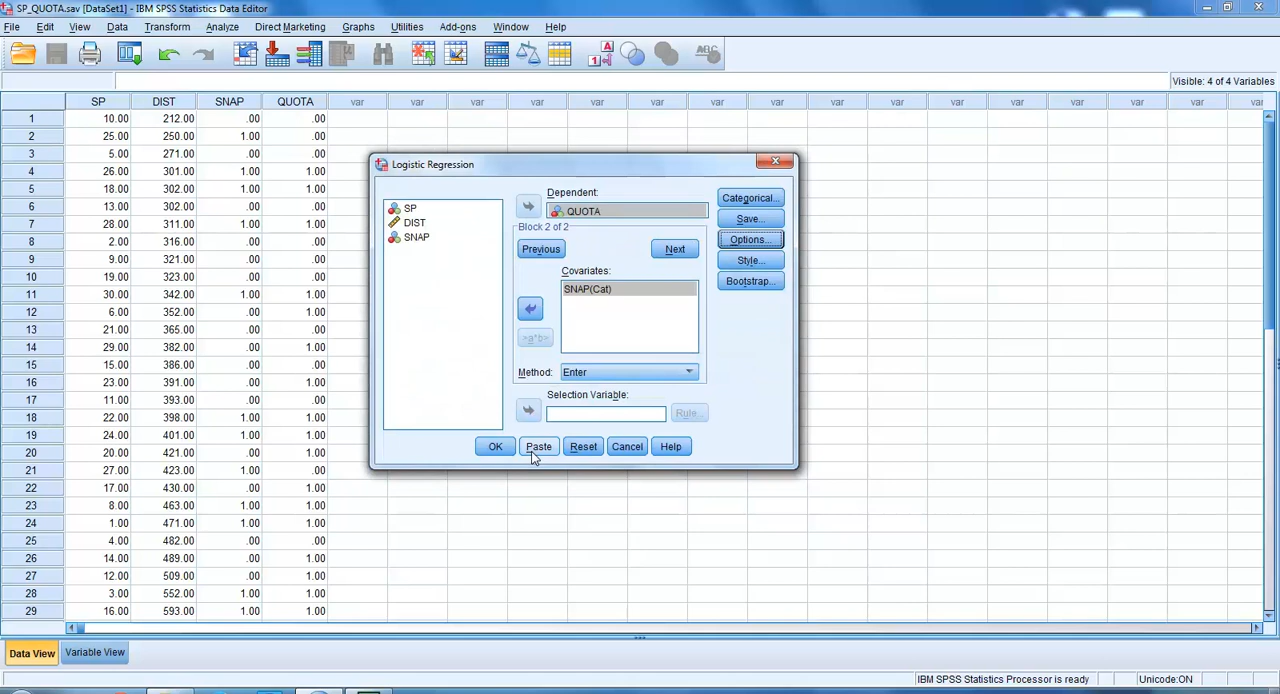 SP_QUOTA.sav [DataSet1] - IBM SPSS Statistics Data Editor
File Edit View Data Transform Analyze Direct Marketing Graphs Utilities Add-ons Window Help
Visible: 4 of 4 Variables
SP DIST SNAP QUOTA var var var var var var var var var var var var var var var var
1 10.00 212.00 .00 .00
2 25.00 250.00 1.00 .00
3 5.00 271.00 .00 .00
4 26.00 301.00 1.00 1.00
5 18.00 302.00 1.00 1.00
6 13.00 302.00 .00 .00
7 28.00 311.00 1.00 1.00
8 2.00 316.00 .00 .00
9 9.00 321.00 .00 .00
10 19.00 323.00 .00 .00
11 30.00 342.00 1.00 1.00
12 6.00 352.00 .00 1.00
13 21.00 365.00 .00 .00
14 29.00 382.00 .00 1.00
15 15.00 386.00 .00 .00
16 23.00 391.00 .00 1.00
17 11.00 393.00 .00 1.00
18 22.00 398.00 1.00 .00
19 24.00 401.00 1.00 1.00
20 20.00 421.00 .00 1.00
21 27.00 423.00 1.00 .00
22 17.00 430.00 .00 1.00
23 8.00 463.00 1.00 1.00
24 1.00 471.00 1.00 1.00
25 4.00 482.00 .00 .00
26 14.00 489.00 .00 1.00
27 12.00 509.00 .00 1.00
28 3.00 552.00 1.00 1.00
29 16.00 593.00 1.00 1.00
Logistic Regression
SP
DIST
SNAP
Dependent:
QUOTA
Block 2 of 2
Previous Next
Covariates:
SNAP(Cat)
>a*b>
Method: Enter
Selection Variable:
Rule...
Categorical...
Save...
Options...
Style...
Bootstrap...
OK Paste Reset Cancel Help
Data View Variable View
IBM SPSS Statistics Processor is ready Unicode:ON